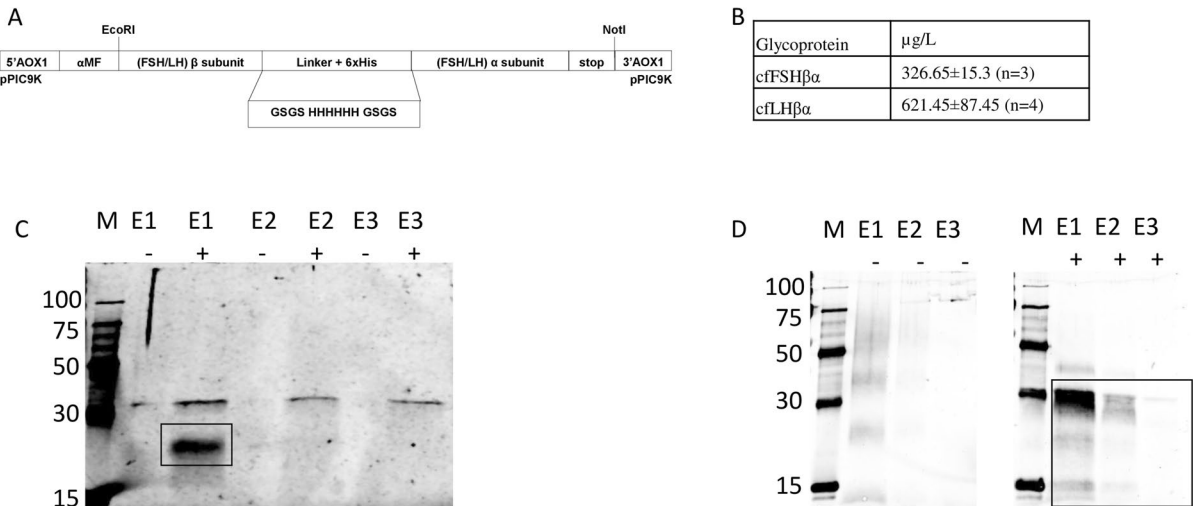 A
EcoRI
NotI
5'AOX1 αMF (FSH/LH) β subunit Linker + 6xHis (FSH/LH) α subunit stop 3'AOX1
pPIC9K pPIC9K
GSGS HHHHHH GSGS
B
Glycoprotein µg/L
cfFSHβα 326.65±15.3 (n=3)
cfLHβα 621.45±87.45 (n=4)
C
M E1 E1 E2 E2 E3 E3
- + - + - +
100
75
50
30
15
D
M E1 E2 E3
- - -
100
75
50
30
15
M E1 E2 E3
+ + +